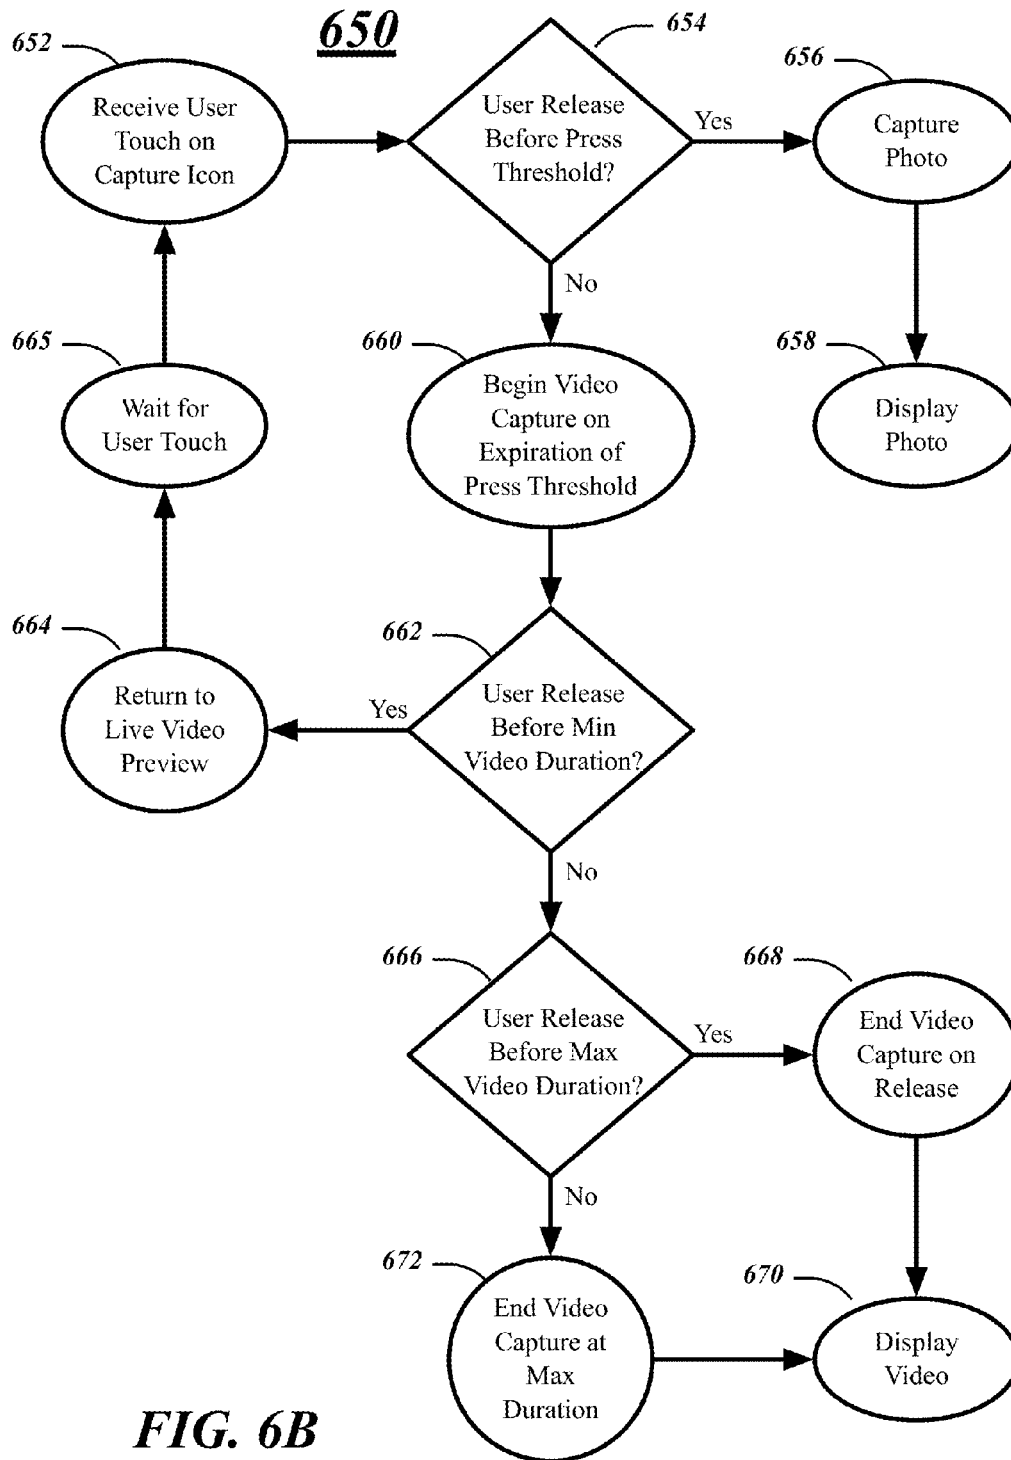 650
652
Receive User
Touch on
Capture Icon
654
User Release
Before Press
Threshold?
Yes
656
Capture
Photo
No
665
Wait for
User Touch
660
Begin Video
Capture on
Expiration of
Press Threshold
658
Display
Photo
664
Return to
Live Video
Preview
Yes
662
User Release
Before Min
Video Duration?
No
666
User Release
Before Max
Video Duration?
Yes
668
End Video
Capture on
Release
No
672
End Video
Capture at
Max
Duration
670
Display
Video
FIG. 6B